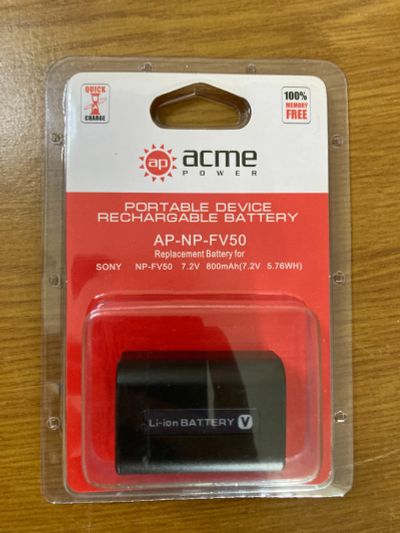 QUICK
CHARGE
100%
MEMORY
FREE
ap
acme
POWER
PORTABLE DEVICE
RECHARGABLE BATTERY
AP-NP-FV50
Replacement Battery for
SONY NP-FV50 7.2V 800mAh(7.2V 5.76WH)
Li-ion BATTERY V